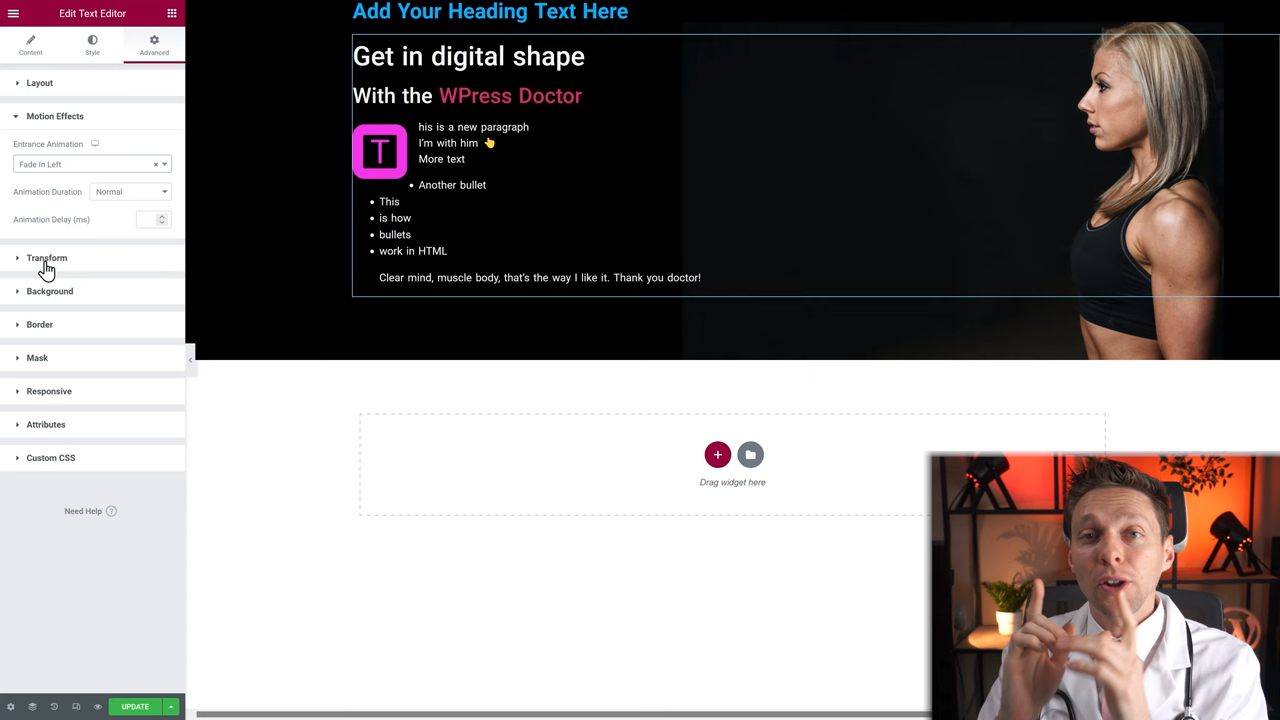 Edit Text Editor
Content
Style
Advanced
Layout
Motion Effects
Entrance Animation
Fade In Left
Animation Duration
Normal
Animation Delay (ms)
Transform
Background
Border
Mask
Responsive
Attributes
Custom CSS
Need Help ?
UPDATE
Add Your Heading Text Here
Get in digital shape
With the WPress Doctor
T
his is a new paragraph
I'm with him 👆
More text
• Another bullet
• This
• is how
• bullets
• work in HTML
Clear mind, muscle body, that's the way I like it. Thank you doctor!
Drag widget here